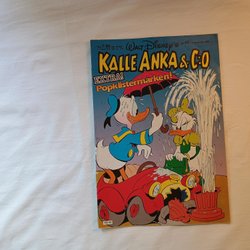 WALT DISNEY'S
KALLE ANKA & C:O
EXTRA!
Popklistermärken!